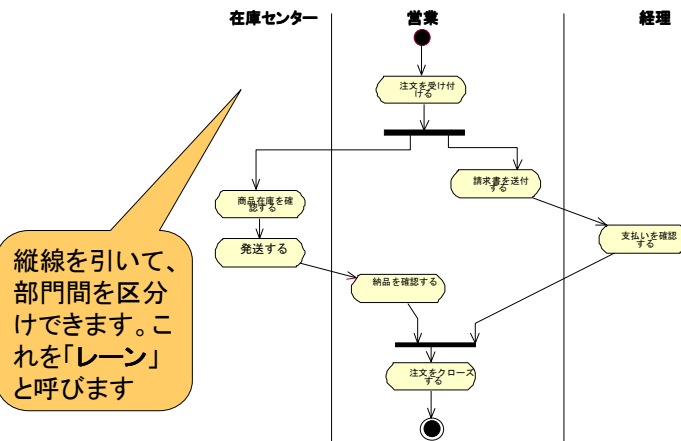 在庫センター
営業
経理
注文を受け付
ける
請求書を送付
する
商品在庫を確
認する
支払いを確認
する
発送する
納品を確認する
縦線を引いて、
部門間を区分
けできます。こ
れを「レーン」
と呼びます
注文をクローズ
する